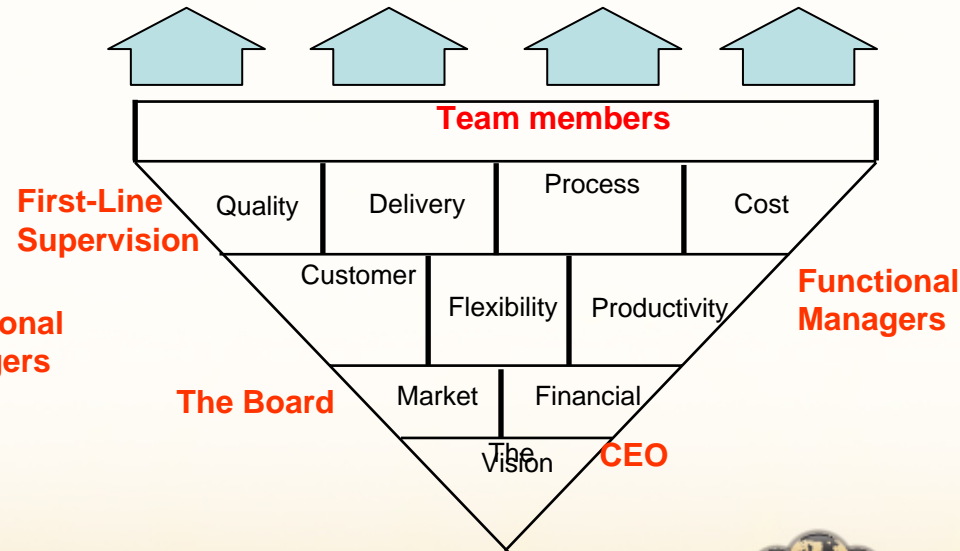 Team members
First-Line
Supervision
Quality
Delivery
Process
Cost
Customer
Flexibility
Productivity
Functional
Managers
onal
gers
The Board
Market
Financial
The
Vision
CEO